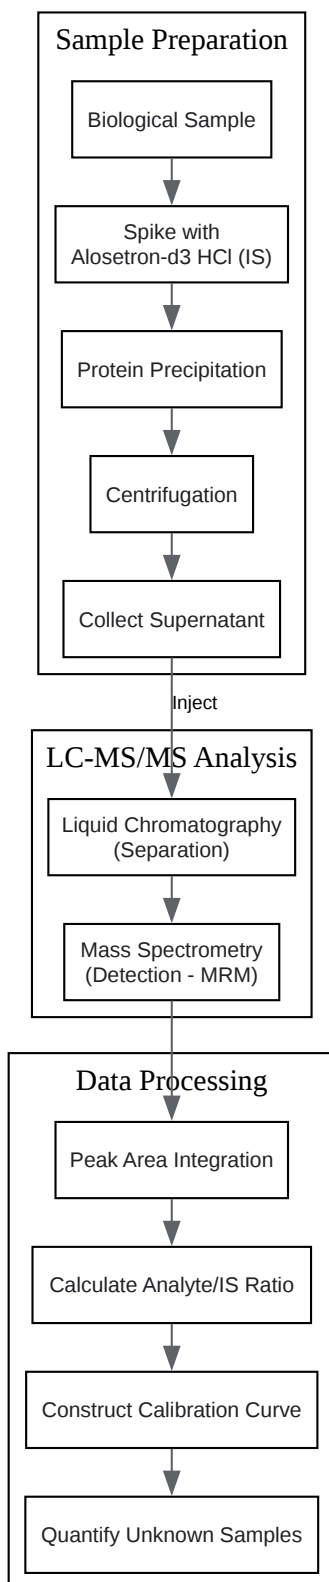 Sample Preparation
Biological Sample
Spike with
Alosetron-d3 HCl (IS)
Protein Precipitation
Centrifugation
Collect Supernatant
Inject
LC-MS/MS Analysis
Liquid Chromatography
(Separation)
Mass Spectrometry
(Detection - MRM)
Data Processing
Peak Area Integration
Calculate Analyte/IS Ratio
Construct Calibration Curve
Quantify Unknown Samples